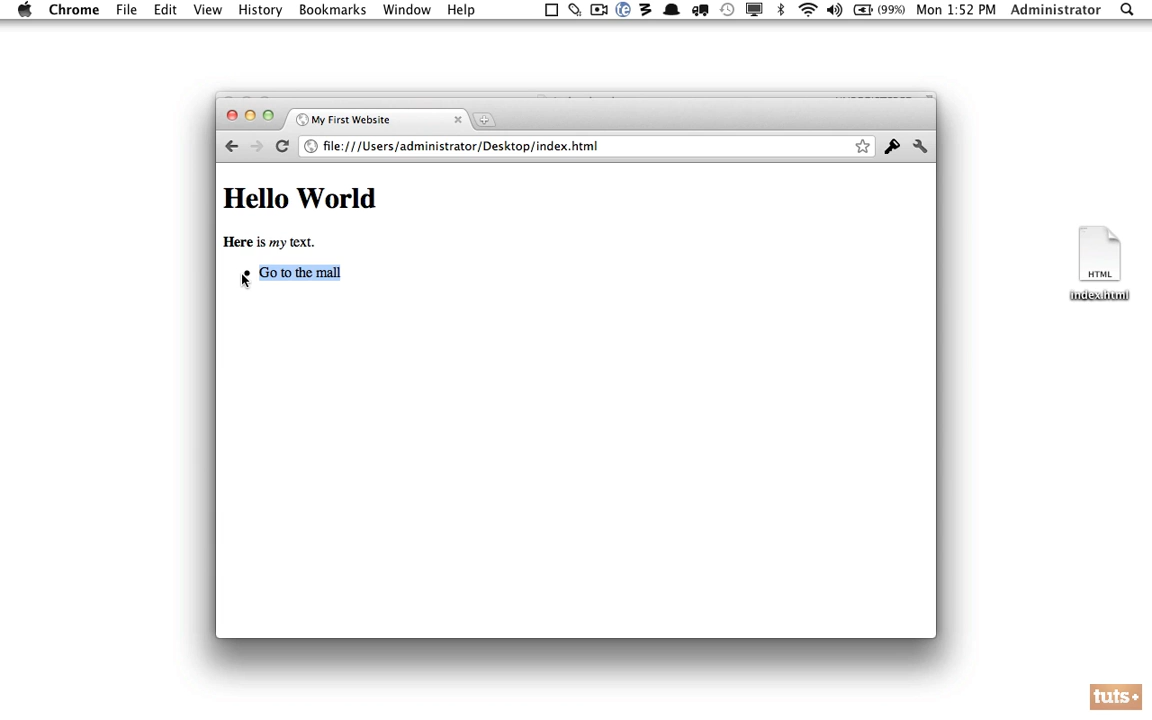 Chrome File Edit View History Bookmarks Window Help (99%) Mon 1:52 PM Administrator
My First Website
file:///Users/administrator/Desktop/index.html
Hello World
Here is my text.
Go to the mall
HTML
index.html
tuts+